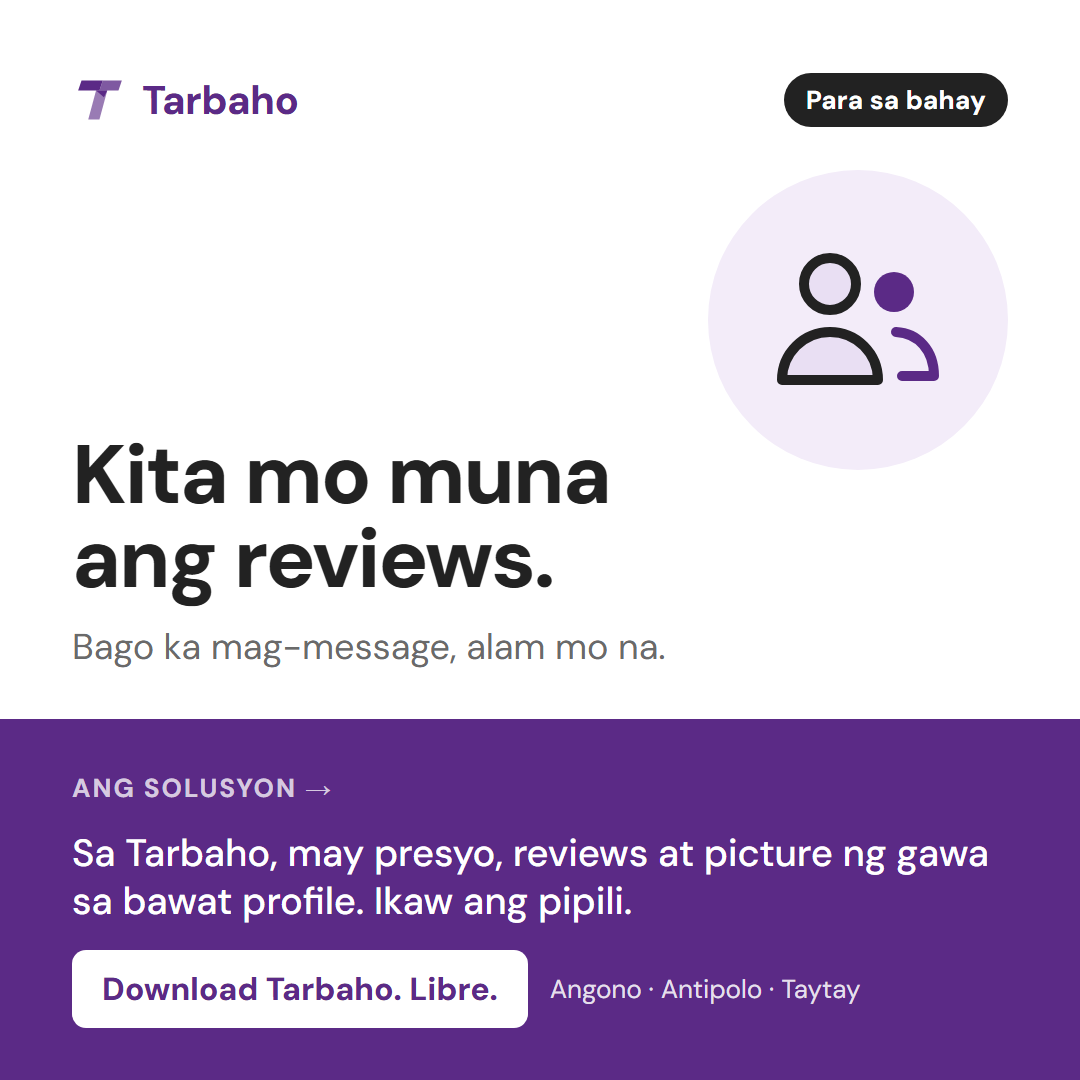 Tarbaho
Para sa bahay
Kita mo muna
ang reviews.
Bago ka mag-message, alam mo na.
ANG SOLUSYON →
Sa Tarbaho, may presyo, reviews at picture ng gawa
sa bawat profile. Ikaw ang pipili.
Download Tarbaho. Libre.
Angono · Antipolo · Taytay